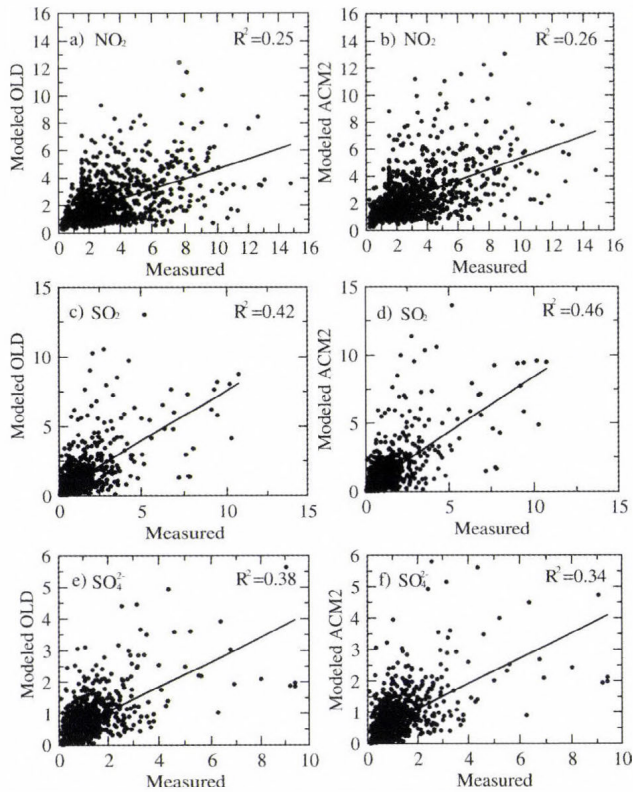 a) NO₂ R²=0.25
Modeled OLD
16
14
12
10
8
6
4
2
0
0 2 4 6 8 10 12 14 16
Measured
b) NO₂ R²=0.26
Modeled ACM2
16
14
12
10
8
6
4
2
0
0 2 4 6 8 10 12 14 16
Measured
c) SO₂ R²=0.42
Modeled OLD
15
10
5
0
0 5 10 15
Measured
d) SO₂ R²=0.46
Modeled ACM2
15
10
5
0
0 5 10 15
Measured
e) SO₄²⁻ R²=0.38
Modeled OLD
6
5
4
3
2
1
0
0 2 4 6 8 10
Measured
f) SO₄²⁻ R²=0.34
Modeled ACM2
6
5
4
3
2
1
0
0 2 4 6 8 10
Measured